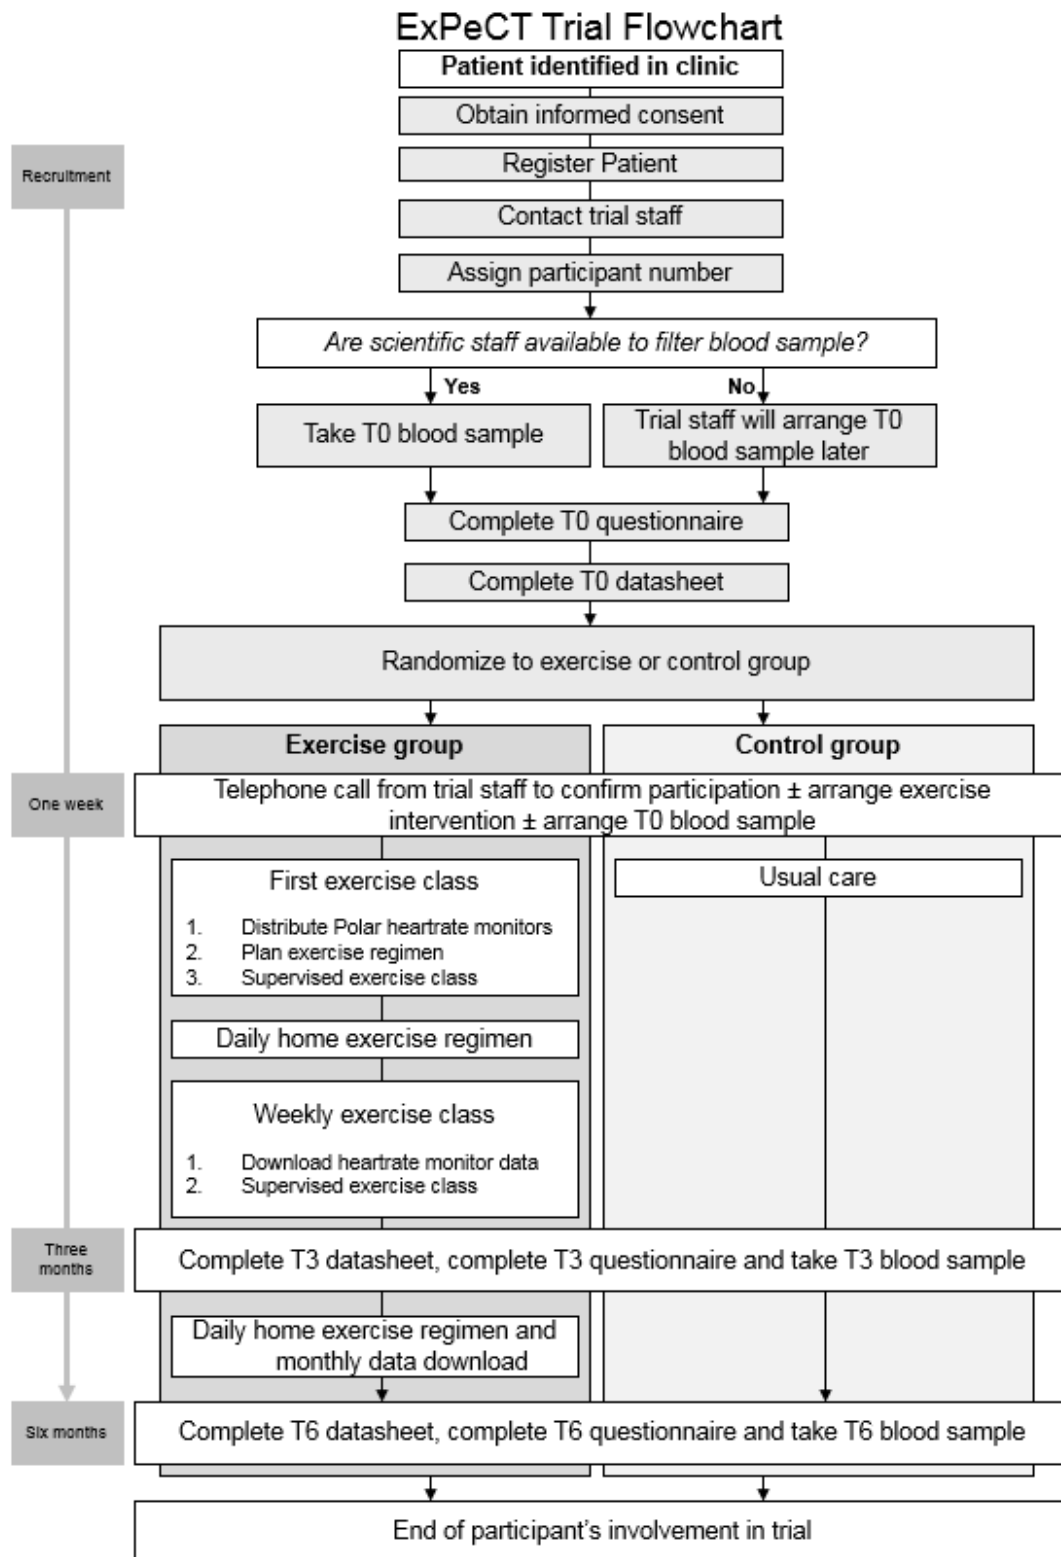 ExPeCT Trial Flowchart
Patient identified in clinic
Obtain informed consent
Recruitment
Register Patient
Contact trial staff
Assign participant number
Are scientific staff available to filter blood sample?
Yes
No
Take T0 blood sample
Trial staff will arrange T0
blood sample later
Complete T0 questionnaire
Complete T0 datasheet
Randomize to exercise or control group
Exercise group
Control group
One week
Telephone call from trial staff to confirm participation ± arrange exercise
intervention ± arrange T0 blood sample
First exercise class
1. Distribute Polar heartrate monitors
2. Plan exercise regimen
3. Supervised exercise class
Usual care
Daily home exercise regimen
Weekly exercise class
1. Download heartrate monitor data
2. Supervised exercise class
Three
months
Complete T3 datasheet, complete T3 questionnaire and take T3 blood sample
Daily home exercise regimen and
monthly data download
Six months
Complete T6 datasheet, complete T6 questionnaire and take T6 blood sample
End of participant's involvement in trial